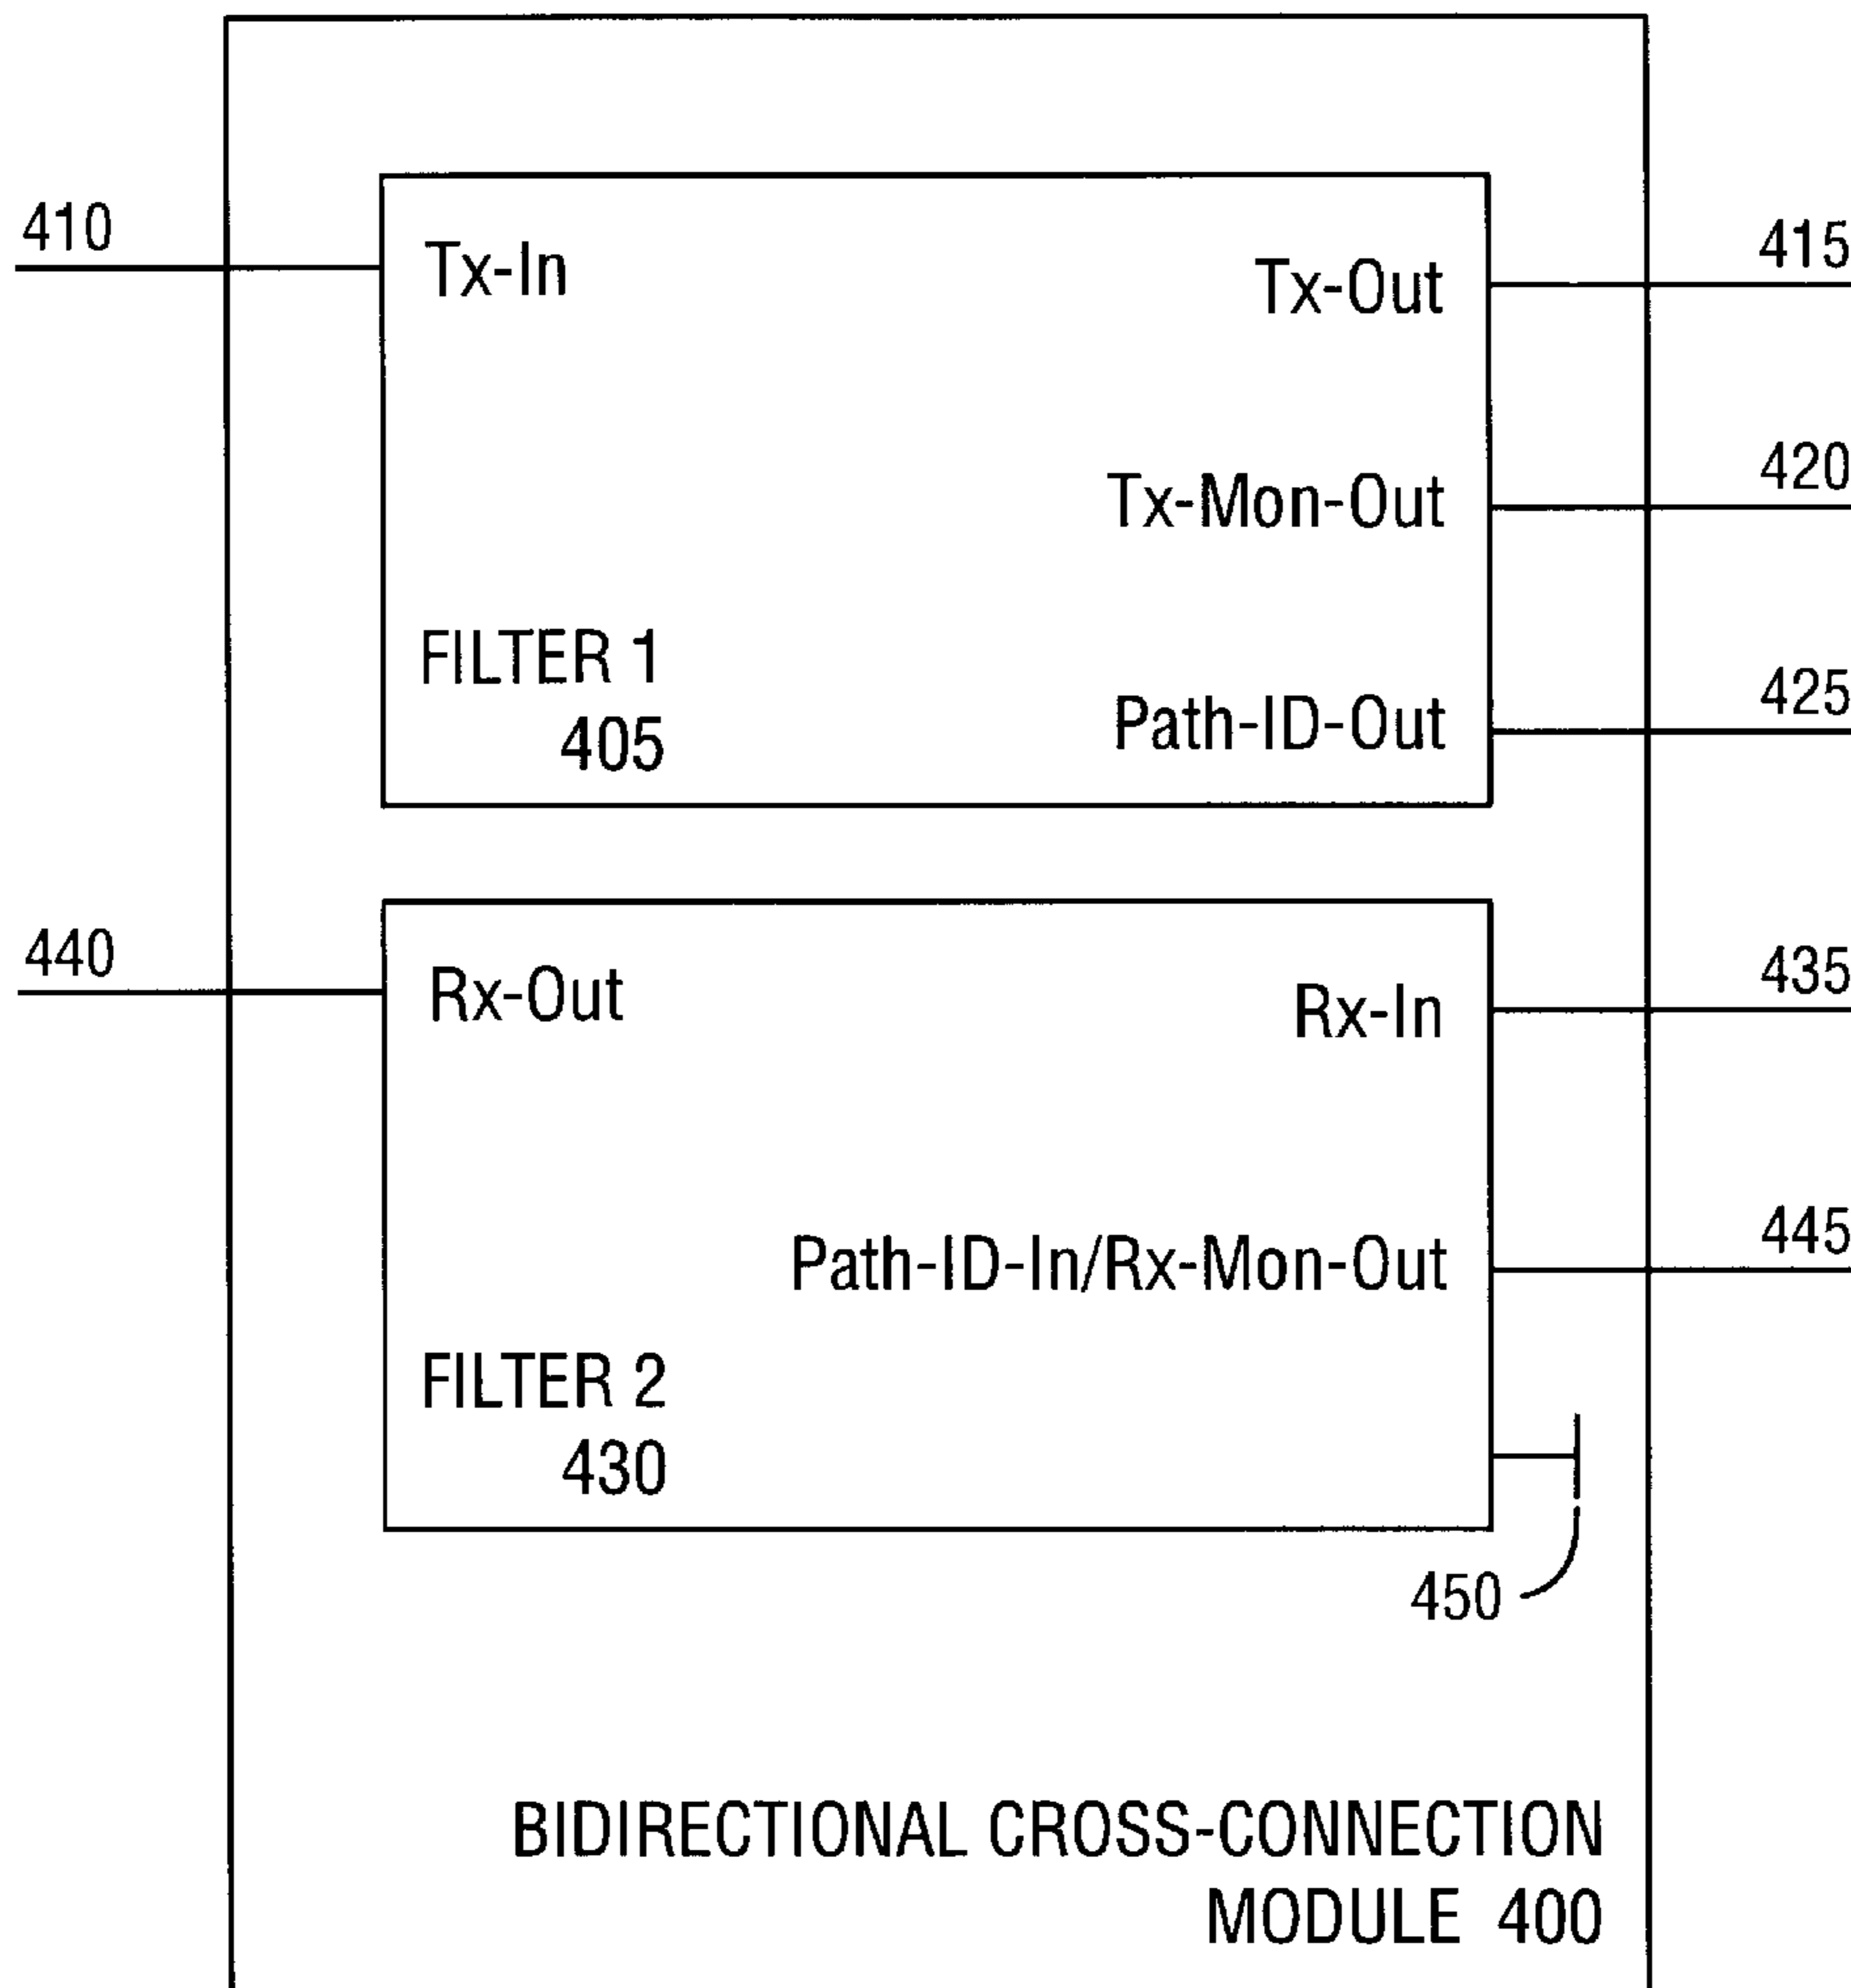 410
Tx-In
Tx-Out
415
Tx-Mon-Out
420
FILTER 1
405
Path-ID-Out
425
440
Rx-Out
Rx-In
435
Path-ID-In/Rx-Mon-Out
445
FILTER 2
430
450
BIDIRECTIONAL CROSS-CONNECTION
MODULE 400